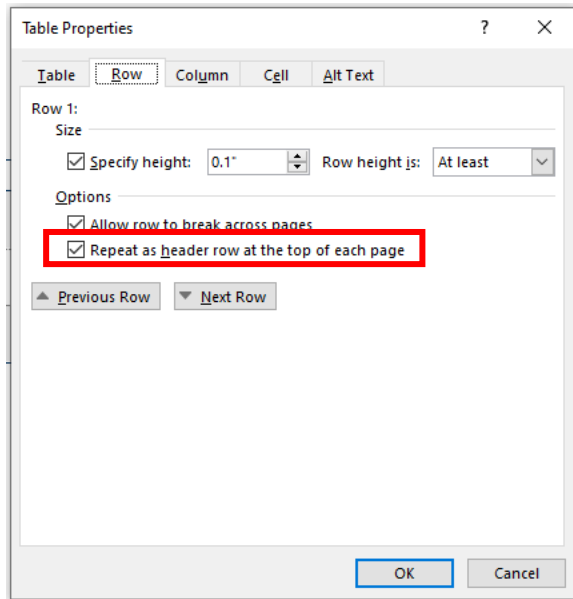 Table Properties ?
Table Row Column Cell Alt Text
Row 1:
Size
Specify height: 0.1" Row height is: At least
Options
Allow row to break across pages
Repeat as header row at the top of each page
Previous Row Next Row
OK Cancel